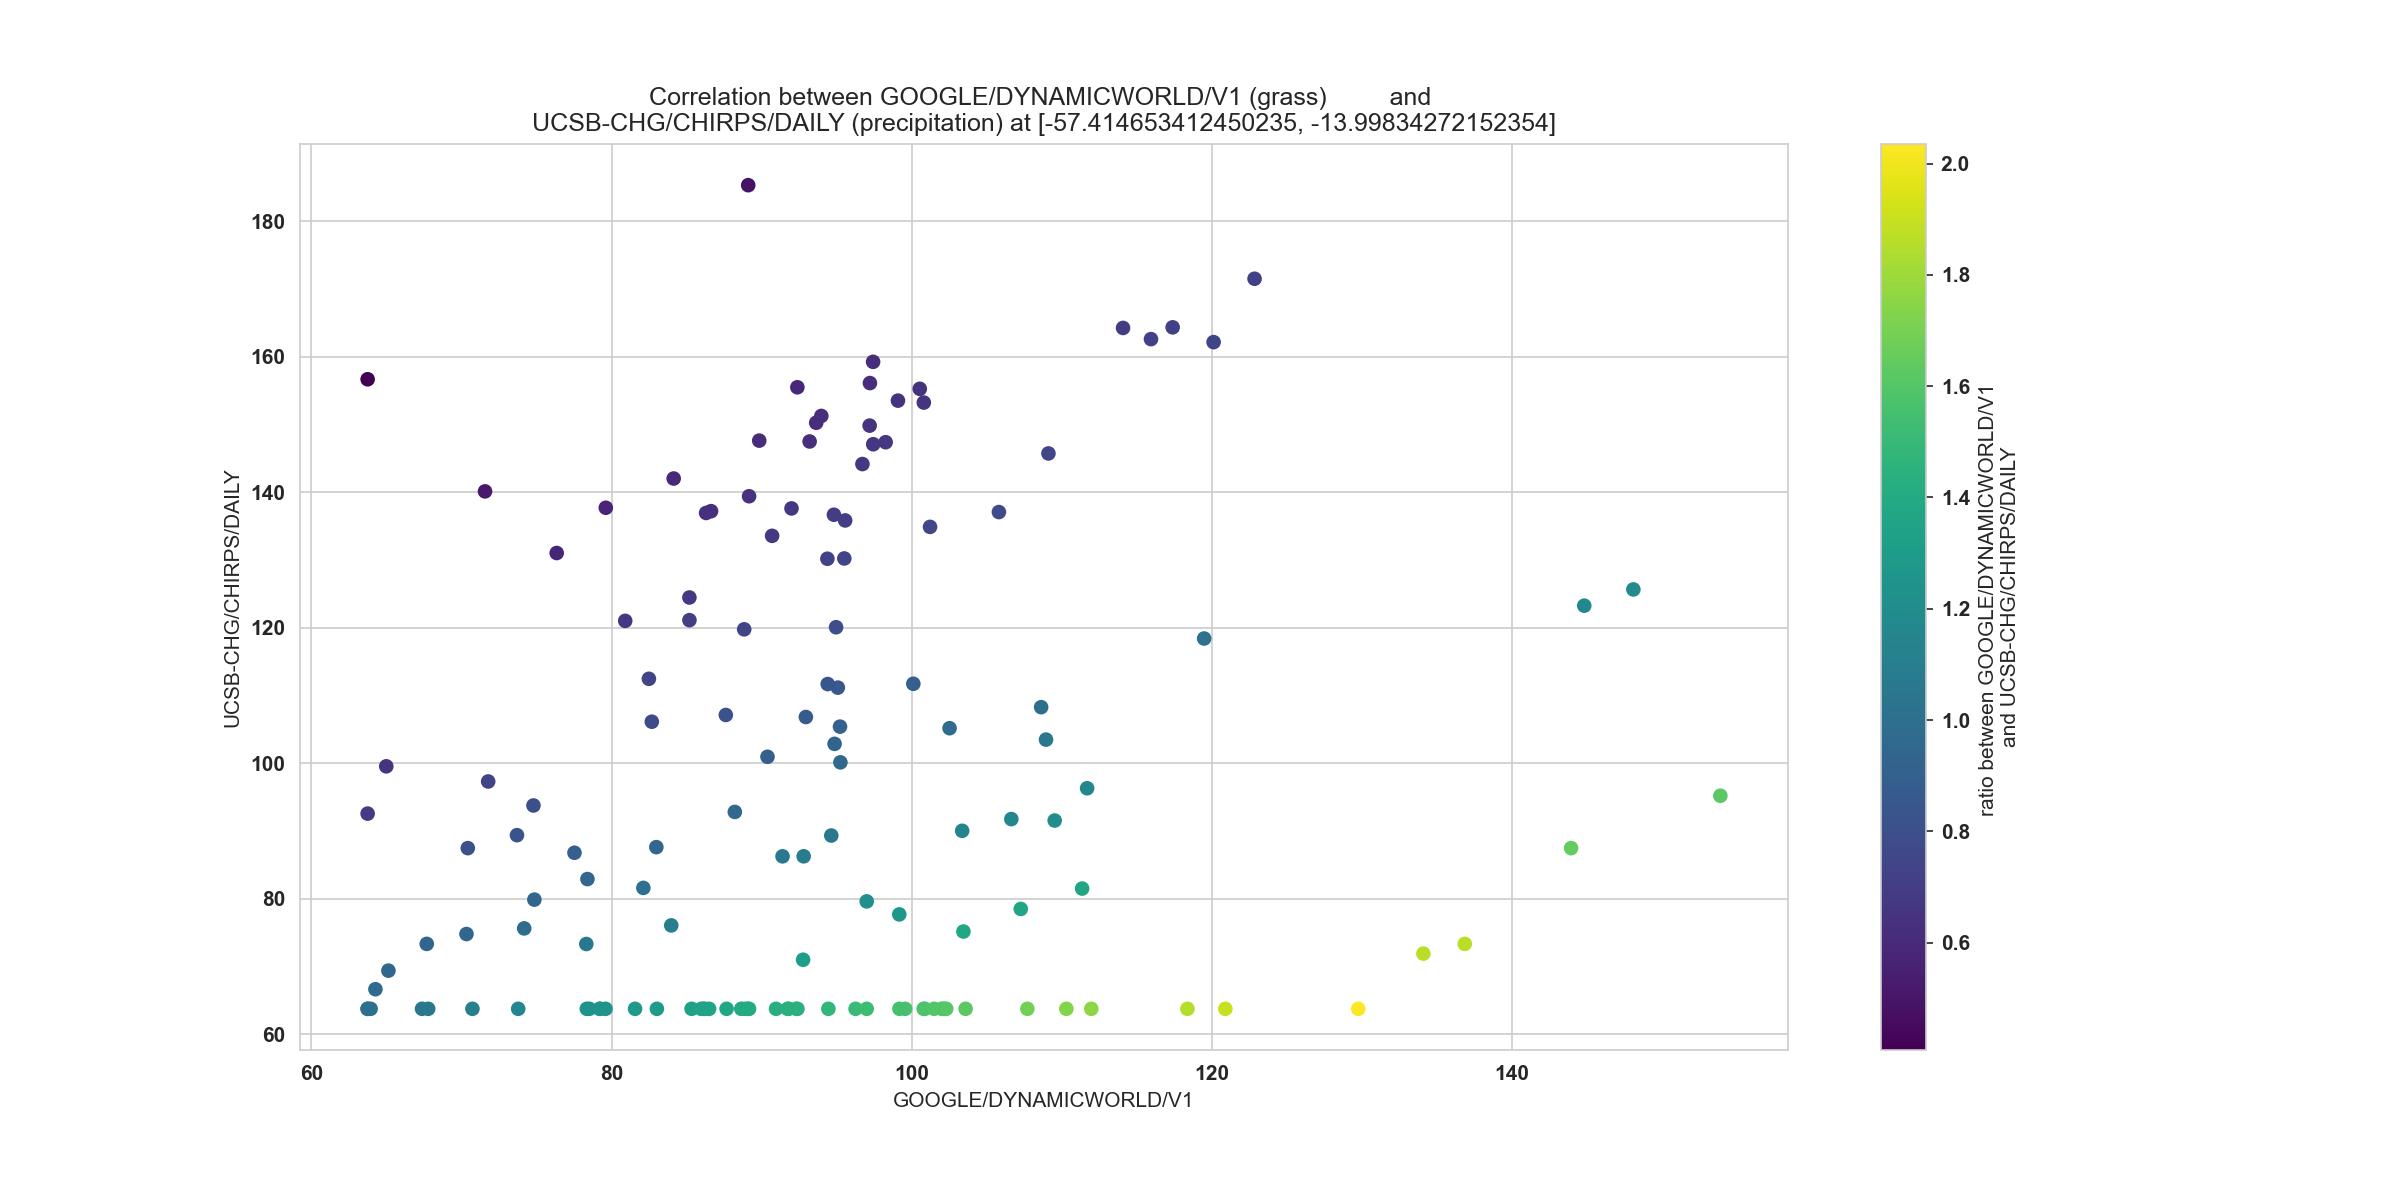 Correlation between GOOGLE/DYNAMICWORLD/V1 (grass) and
UCSB-CHG/CHIRPS/DAILY (precipitation) at [-57.414653412450235, -13.99834272152354]
UCSB-CHG/CHIRPS/DAILY
180
160
140
120
100
80
60
60 80 100 120 140
GOOGLE/DYNAMICWORLD/V1
2.0
1.8
1.6
1.4
1.2
1.0
0.8
0.6
ratio between GOOGLE/DYNAMICWORLD/V1
and UCSB-CHG/CHIRPS/DAILY